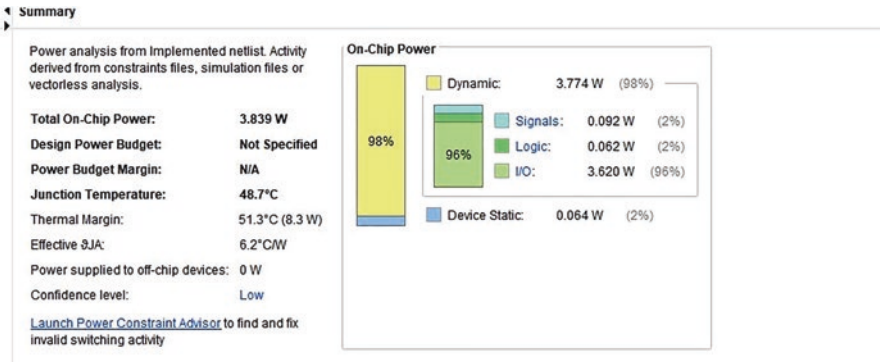 Summary
Power analysis from Implemented netlist. Activity
derived from constraints files, simulation files or
vectorless analysis.
Total On-Chip Power: 3.839 W
Design Power Budget: Not Specified
Power Budget Margin: N/A
Junction Temperature: 48.7°C
Thermal Margin: 51.3°C (8.3 W)
Effective ϑJA: 6.2°C/W
Power supplied to off-chip devices: 0 W
Confidence level: Low
Launch Power Constraint Advisor to find and fix
invalid switching activity
On-Chip Power
98%
Dynamic: 3.774 W (98%)
96%
Signals: 0.092 W (2%)
Logic: 0.062 W (2%)
I/O: 3.620 W (96%)
Device Static: 0.064 W (2%)